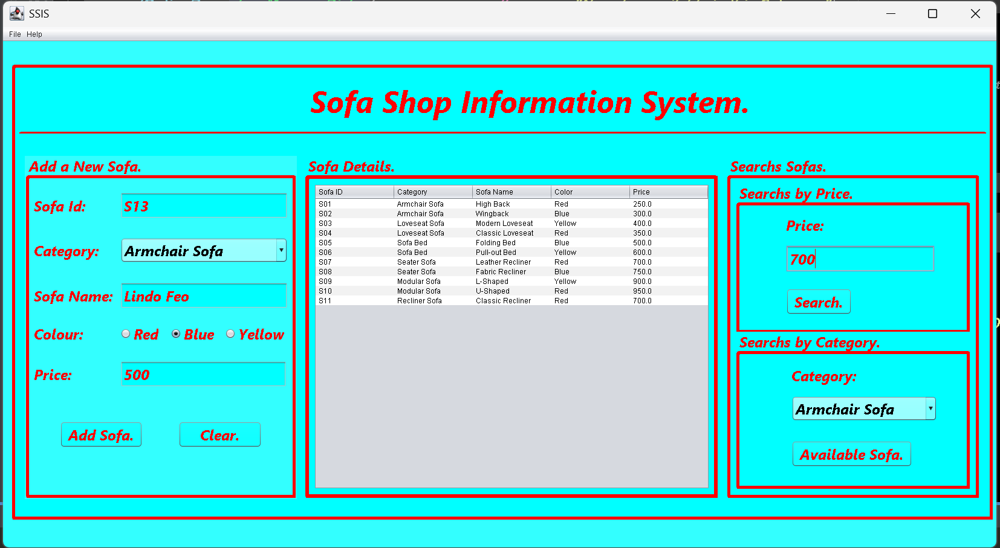 SSIS
File Help
Sofa Shop Information System.
Add a New Sofa.
Sofa Id: S13
Category: Armchair Sofa
Sofa Name: Lindo Feo
Colour: Red Blue Yellow
Price: 500
Add Sofa. Clear.
Sofa Details.
Sofa ID Category Sofa Name Color Price
S01 Armchair Sofa High Back Red 250.0
S02 Armchair Sofa Wingback Blue 300.0
S03 Loveseat Sofa Modern Loveseat Yellow 400.0
S04 Loveseat Sofa Classic Loveseat Red 350.0
S05 Sofa Bed Folding Bed Blue 500.0
S06 Sofa Bed Pull-out Bed Yellow 600.0
S07 Seater Sofa Leather Recliner Red 700.0
S08 Seater Sofa Fabric Recliner Blue 750.0
S09 Modular Sofa L-Shaped Yellow 900.0
S10 Modular Sofa U-Shaped Red 950.0
S11 Recliner Sofa Classic Recliner Red 700.0
Searchs Sofas.
Searchs by Price.
Price:
700
Search.
Searchs by Category.
Category:
Armchair Sofa
Available Sofa.